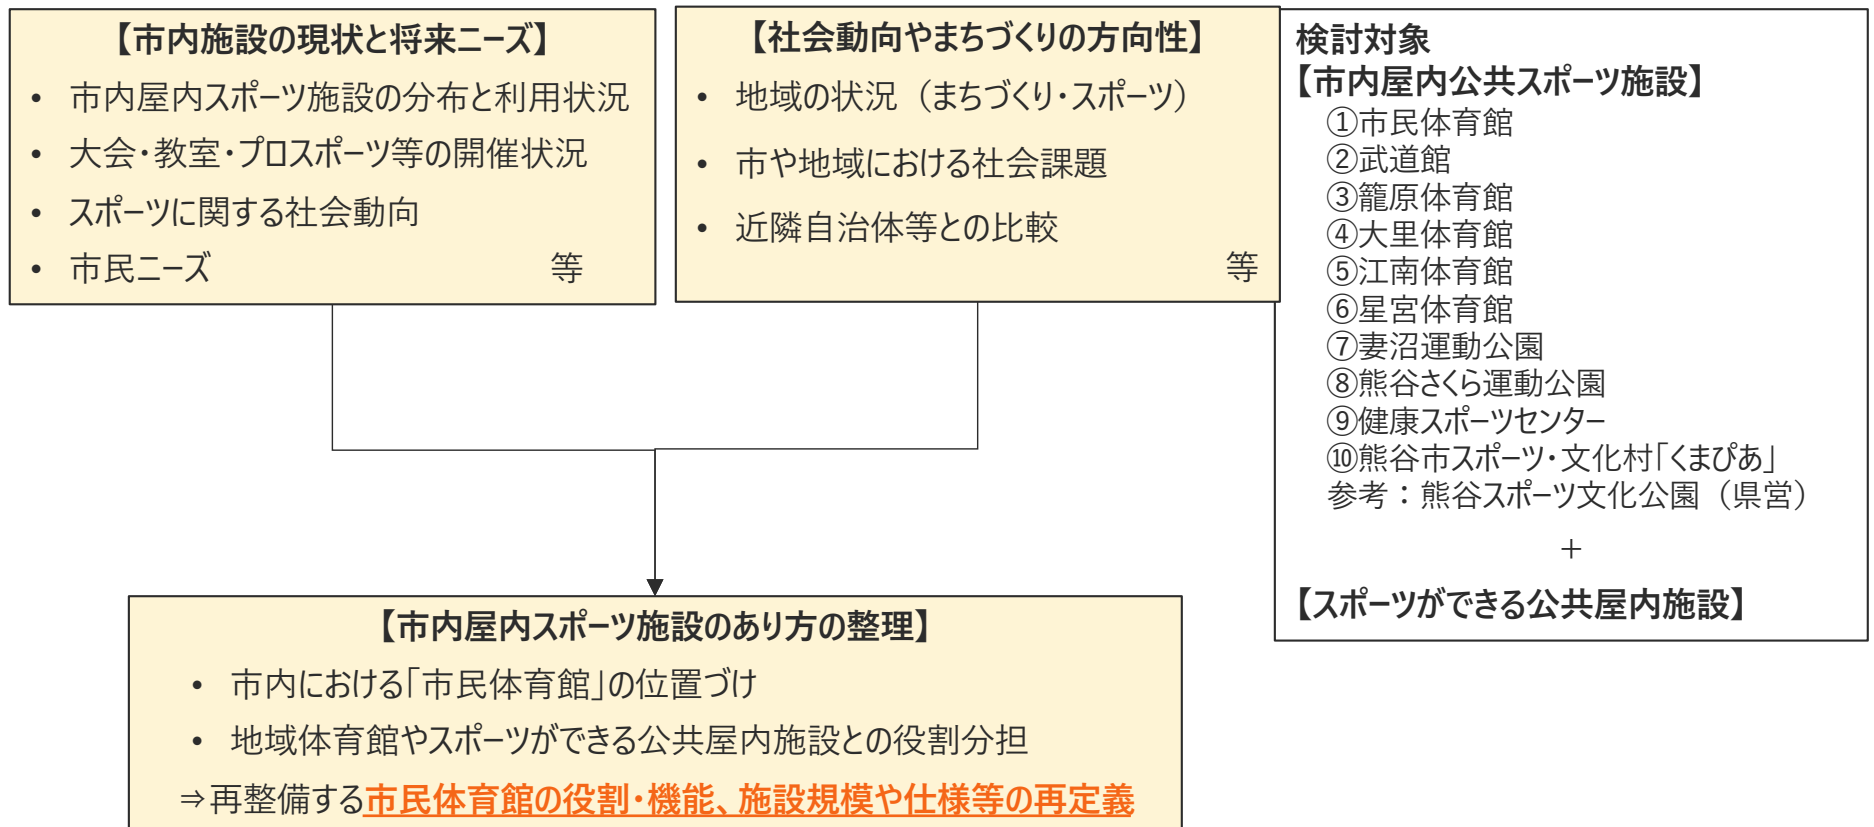 【市内施設の現状と将来ニーズ】
• 市内屋内スポーツ施設の分布と利用状況
• 大会・教室・プロスポーツ等の開催状況
• スポーツに関する社会動向
• 市民ニーズ 等
【社会動向やまちづくりの方向性】
• 地域の状況（まちづくり・スポーツ）
• 市や地域における社会課題
• 近隣自治体等との比較
等
検討対象
【市内屋内公共スポーツ施設】
①市民体育館
②武道館
③籠原体育館
④大里体育館
⑤江南体育館
⑥星宮体育館
⑦妻沼運動公園
⑧熊谷さくら運動公園
⑨健康スポーツセンター
⑩熊谷市スポーツ・文化村「くまぴあ」
参考：熊谷スポーツ文化公園（県営）
＋
【スポーツができる公共屋内施設】
【市内屋内スポーツ施設のあり方の整理】
• 市内における「市民体育館」の位置づけ
• 地域体育館やスポーツができる公共屋内施設との役割分担
⇒再整備する市民体育館の役割・機能、施設規模や仕様等の再定義